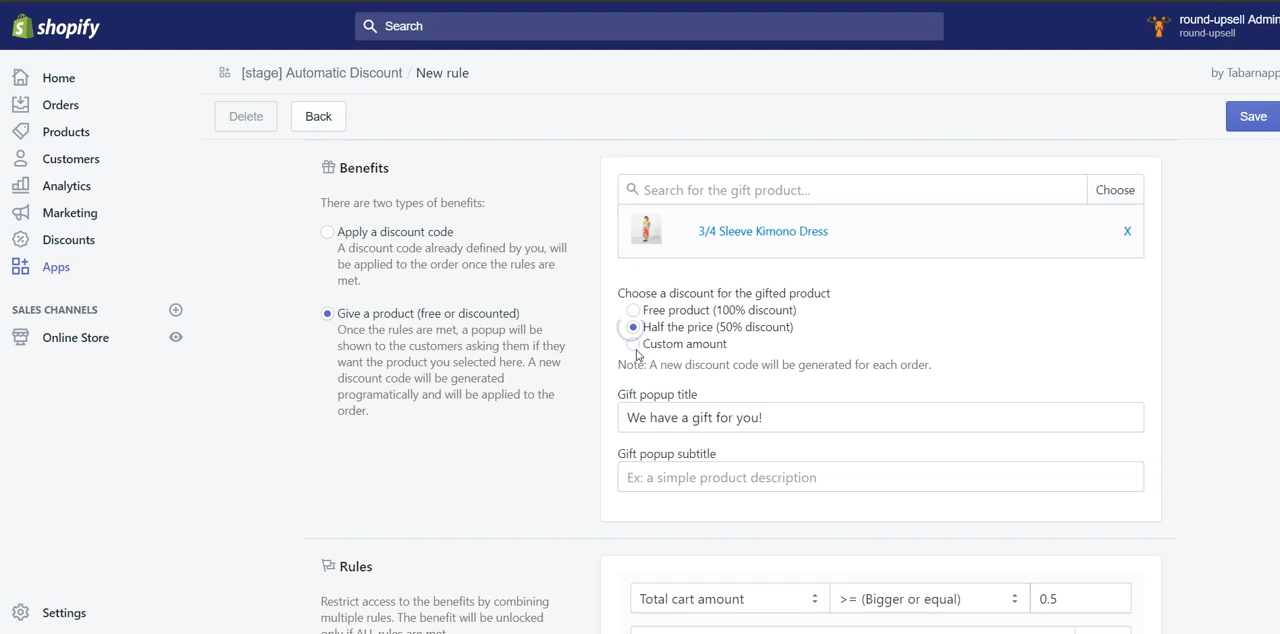 shopify
Search
round-upsell Admin
round-upsell
Home
Orders
Products
Customers
Analytics
Marketing
Discounts
Apps
SALES CHANNELS
Online Store
Settings
[stage] Automatic Discount / New rule
by Tabarnapp
Delete
Back
Save
Benefits
There are two types of benefits:
Apply a discount code
A discount code already defined by you, will
be applied to the order once the rules are
met.
Give a product (free or discounted)
Once the rules are met, a popup will be
shown to the customers asking them if they
want the product you selected here. A new
discount code will be generated
programatically and will be applied to the
order.
Search for the gift product...
Choose
3/4 Sleeve Kimono Dress
X
Choose a discount for the gifted product
Free product (100% discount)
Half the price (50% discount)
Custom amount
Note: A new discount code will be generated for each order.
Gift popup title
We have a gift for you!
Gift popup subtitle
Ex: a simple product description
Rules
Restrict access to the benefits by combining
multiple rules. The benefit will be unlocked
only if ALL rules are met.
Total cart amount
>= (Bigger or equal)
0.5